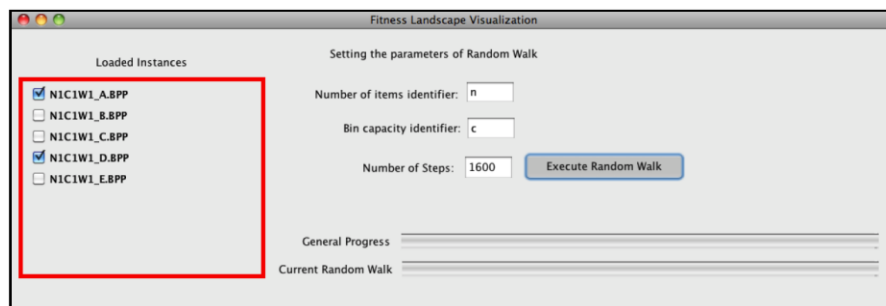 Fitness Landscape Visualization
Loaded Instances
N1C1W1_A.BPP
N1C1W1_B.BPP
N1C1W1_C.BPP
N1C1W1_D.BPP
N1C1W1_E.BPP
Setting the parameters of Random Walk
Number of items identifier: n
Bin capacity identifier: c
Number of Steps: 1600 Execute Random Walk
General Progress
Current Random Walk